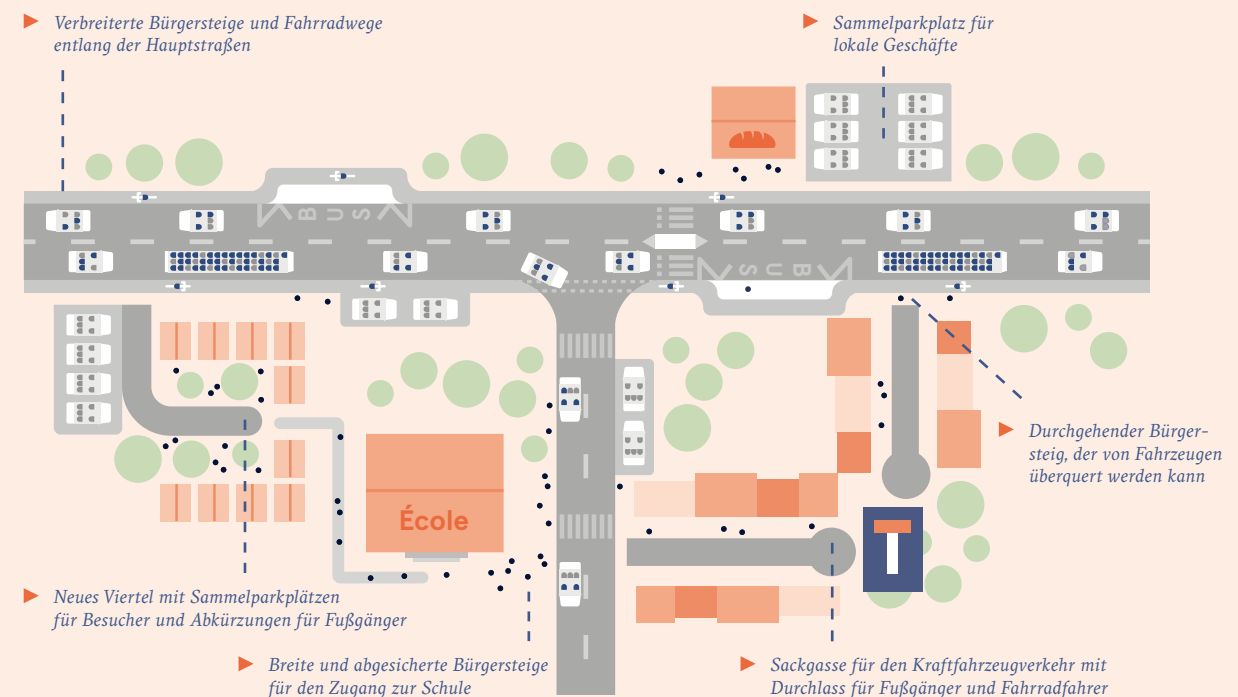 Verbreiterte Bürgersteige und Fahrradwege
entlang der Hauptstraßen
Sammelparkplatz für
lokale Geschäfte
BUS
BUS
École
Durchgehender Bürger-
steig, der von Fahrzeugen
überquert werden kann
Neues Viertel mit Sammelparkplätzen
für Besucher und Abkürzungen für Fußgänger
Breite und abgesicherte Bürgersteige
für den Zugang zur Schule
Sackgasse für den Kraftfahrzeugverkehr mit
Durchlass für Fußgänger und Fahrradfahrer